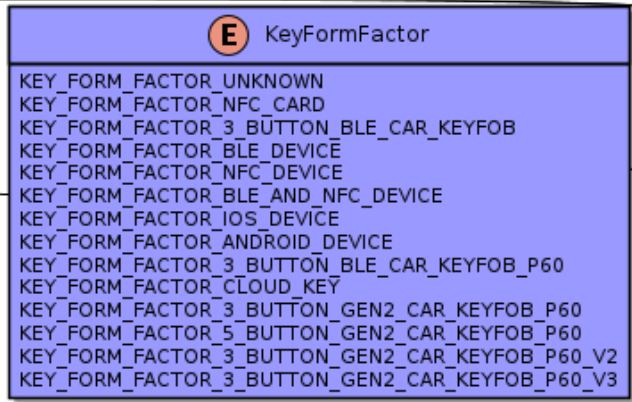 E KeyFormFactor
KEY_FORM_FACTOR_UNKNOWN
KEY_FORM_FACTOR_NFC_CARD
KEY_FORM_FACTOR_3_BUTTON_BLE_CAR_KEYFOB
KEY_FORM_FACTOR_BLE_DEVICE
KEY_FORM_FACTOR_NFC_DEVICE
KEY_FORM_FACTOR_BLE_AND_NFC_DEVICE
KEY_FORM_FACTOR_IOS_DEVICE
KEY_FORM_FACTOR_ANDROID_DEVICE
KEY_FORM_FACTOR_3_BUTTON_BLE_CAR_KEYFOB_P60
KEY_FORM_FACTOR_CLOUD_KEY
KEY_FORM_FACTOR_3_BUTTON_GEN2_CAR_KEYFOB_P60
KEY_FORM_FACTOR_5_BUTTON_GEN2_CAR_KEYFOB_P60
KEY_FORM_FACTOR_3_BUTTON_GEN2_CAR_KEYFOB_P60_V2
KEY_FORM_FACTOR_3_BUTTON_GEN2_CAR_KEYFOB_P60_V3